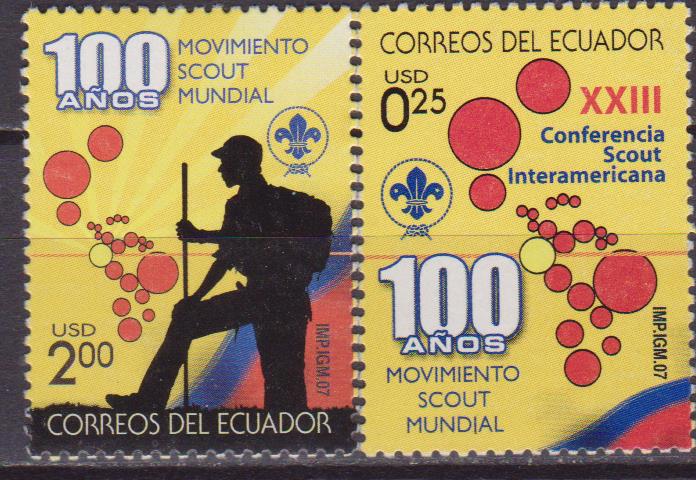 100
AÑOS
MOVIMIENTO
SCOUT
MUNDIAL
USD
2.00
IMP.IGM.07
CORREOS DEL ECUADOR
CORREOS DEL ECUADOR
USD
0.25
XXIII
Conferencia
Scout
Interamericana
100
AÑOS
MOVIMIENTO
SCOUT
MUNDIAL
IMP.IGM.07